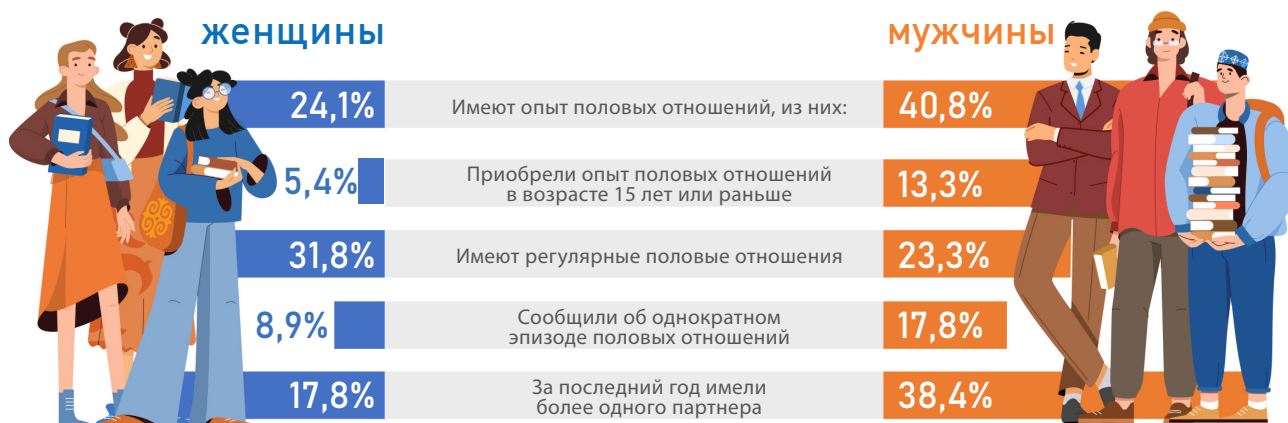 женщины
мужчины
24,1%
Имеют опыт половых отношений, из них:
40,8%
5,4%
Приобрели опыт половых отношений
в возрасте 15 лет или раньше
13,3%
31,8%
Имеют регулярные половые отношения
23,3%
8,9%
Сообщили об однократном
эпизоде половых отношений
17,8%
17,8%
За последний год имели
более одного партнера
38,4%